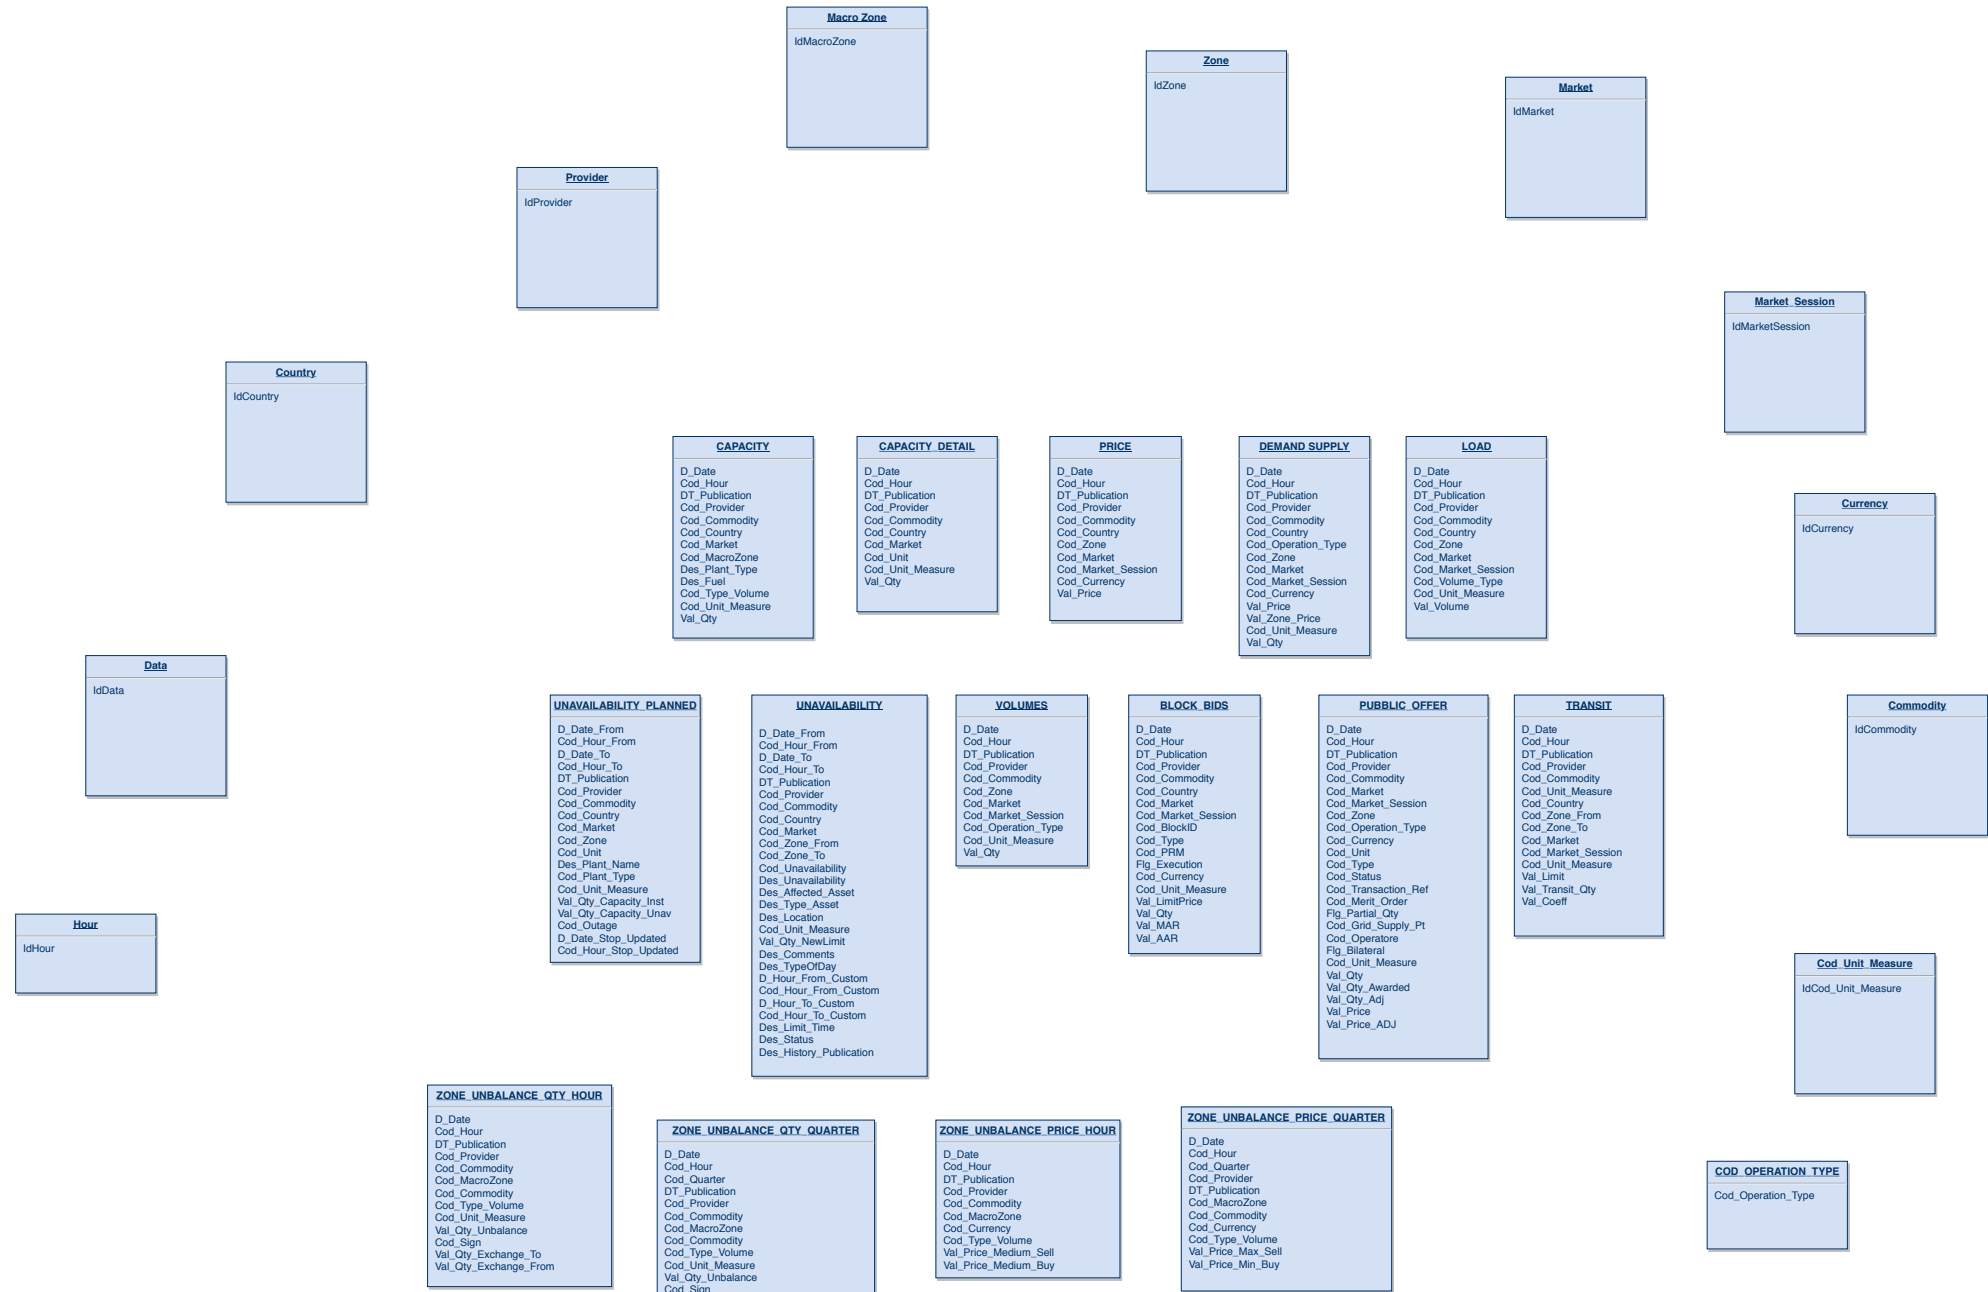 Macro Zone
IdMacroZone
Zone
IdZone
Market
IdMarket
Provider
IdProvider
Market_Session
IdMarketSession
Country
IdCountry
CAPACITY
D_Date
Cod_Hour
DT_Publication
Cod_Provider
Cod_Commodity
Cod_Country
Cod_Market
Cod_MacroZone
Des_Plant_Type
Des_Fuel
Cod_Type_Volume
Cod_Unit_Measure
Val_Qty
CAPACITY_DETAIL
D_Date
Cod_Hour
DT_Publication
Cod_Provider
Cod_Commodity
Cod_Country
Cod_Market
Cod_Unit
Cod_Unit_Measure
Val_Qty
PRICE
D_Date
Cod_Hour
DT_Publication
Cod_Provider
Cod_Commodity
Cod_Country
Cod_Zone
Cod_Market
Cod_Market_Session
Cod_Currency
Val_Price
DEMAND SUPPLY
D_Date
Cod_Hour
DT_Publication
Cod_Provider
Cod_Commodity
Cod_Country
Cod_Operation_Type
Cod_Zone
Cod_Market
Cod_Market_Session
Cod_Currency
Val_Price
Val_Zone_Price
Cod_Unit_Measure
Val_Qty
LOAD
D_Date
Cod_Hour
DT_Publication
Cod_Provider
Cod_Commodity
Cod_Country
Cod_Zone
Cod_Market
Cod_Market_Session
Cod_Volume_Type
Cod_Unit_Measure
Val_Volume
Currency
IdCurrency
Data
IdData
UNAVAILABILITY_PLANNED
D_Date_From
Cod_Hour_From
D_Date_To
Cod_Hour_To
DT_Publication
Cod_Provider
Cod_Commodity
Cod_Country
Cod_Market
Cod_Zone
Cod_Unit
Des_Plant_Name
Cod_Plant_Type
Cod_Unit_Measure
Val_Qty_Capacity_Inst
Val_Qty_Capacity_Unav
Cod_Outage
D_Date_Stop_Updated
Cod_Hour_Stop_Updated
UNAVAILABILITY
D_Date_From
Cod_Hour_From
D_Date_To
Cod_Hour_To
DT_Publication
Cod_Provider
Cod_Commodity
Cod_Country
Cod_Market
Cod_Zone_From
Cod_Zone_To
Cod_Unavailability
Des_Unavailability
Des_Affected_Asset
Des_Type_Asset
Des_Location
Cod_Unit_Measure
Val_Qty_NewLimit
Des_Comments
Des_TypeOfDay
D_Hour_From_Custom
Cod_Hour_From_Custom
D_Hour_To_Custom
Cod_Hour_To_Custom
Des_Limit_Time
Des_Status
Des_History_Publication
VOLUMES
D_Date
Cod_Hour
DT_Publication
Cod_Provider
Cod_Commodity
Cod_Zone
Cod_Market
Cod_Market_Session
Cod_Operation_Type
Cod_Unit_Measure
Val_Qty
BLOCK_BIDS
D_Date
Cod_Hour
DT_Publication
Cod_Provider
Cod_Commodity
Cod_Country
Cod_Market
Cod_Market_Session
Cod_BlockID
Cod_Type
Cod_PRM
Flg_Execution
Cod_Currency
Cod_Unit_Measure
Val_LimitPrice
Val_Qty
Val_MAR
Val_AAR
PUBBLIC_OFFER
D_Date
Cod_Hour
DT_Publication
Cod_Provider
Cod_Commodity
Cod_Market
Cod_Market_Session
Cod_Zone
Cod_Operation_Type
Cod_Currency
Cod_Unit
Cod_Type
Cod_Status
Cod_Transaction_Ref
Cod_Merit_Order
Flg_Partial_Qty
Cod_Grid_Supply_Pt
Cod_Operatore
Flg_Bilateral
Cod_Unit_Measure
Val_Qty
Val_Qty_Awarded
Val_Qty_Adj
Val_Price
Val_Price_ADJ
TRANSIT
D_Date
Cod_Hour
DT_Publication
Cod_Provider
Cod_Commodity
Cod_Unit_Measure
Cod_Country
Cod_Zone_From
Cod_Zone_To
Cod_Market
Cod_Market_Session
Cod_Unit_Measure
Val_Limit
Val_Transit_Qty
Val_Coeff
Commodity
IdCommodity
Hour
IdHour
Cod_Unit_Measure
IdCod_Unit_Measure
ZONE_UNBALANCE_QTY_HOUR
D_Date
Cod_Hour
DT_Publication
Cod_Provider
Cod_Commodity
Cod_MacroZone
Cod_Commodity
Cod_Type_Volume
Cod_Unit_Measure
Val_Qty_Unbalance
Cod_Sign
Val_Qty_Exchange_To
Val_Qty_Exchange_From
ZONE_UNBALANCE_QTY_QUARTER
D_Date
Cod_Hour
Cod_Quarter
DT_Publication
Cod_Provider
Cod_Commodity
Cod_MacroZone
Cod_Commodity
Cod_Type_Volume
Cod_Unit_Measure
Val_Qty_Unbalance
Cod_Sign
ZONE_UNBALANCE_PRICE_HOUR
D_Date
Cod_Hour
DT_Publication
Cod_Provider
Cod_Commodity
Cod_MacroZone
Cod_Currency
Cod_Type_Volume
Val_Price_Medium_Sell
Val_Price_Medium_Buy
ZONE_UNBALANCE_PRICE_QUARTER
D_Date
Cod_Hour
Cod_Quarter
Cod_Provider
DT_Publication
Cod_MacroZone
Cod_Commodity
Cod_Currency
Cod_Type_Volume
Val_Price_Max_Sell
Val_Price_Min_Buy
COD_OPERATION_TYPE
Cod_Operation_Type